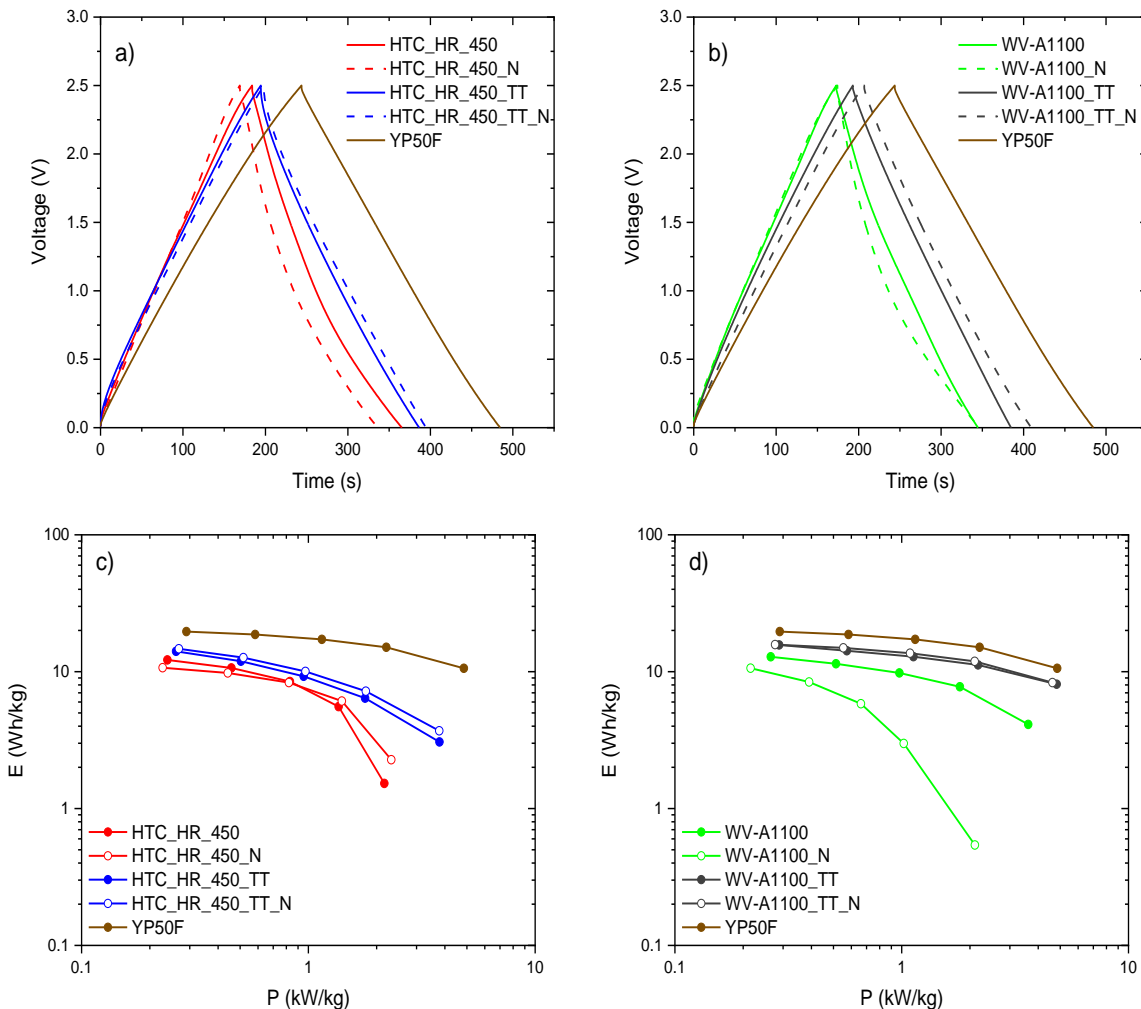 a)
HTC_HR_450
HTC_HR_450_N
HTC_HR_450_TT
HTC_HR_450_TT_N
YP50F
3.0
2.5
2.0
1.5
1.0
0.5
0.0
Voltage (V)
0 100 200 300 400 500
Time (s)
b)
WV-A1100
WV-A1100_N
WV-A1100_TT
WV-A1100_TT_N
YP50F
3.0
2.5
2.0
1.5
1.0
0.5
0.0
Voltage (V)
0 100 200 300 400 500
Time (s)
c)
100
10
1
0.1
E (Wh/kg)
HTC_HR_450
HTC_HR_450_N
HTC_HR_450_TT
HTC_HR_450_TT_N
YP50F
0.1 1 10
P (kW/kg)
d)
100
10
1
0.1
E (Wh/kg)
WV-A1100
WV-A1100_N
WV-A1100_TT
WV-A1100_TT_N
YP50F
0.1 1 10
P (kW/kg)